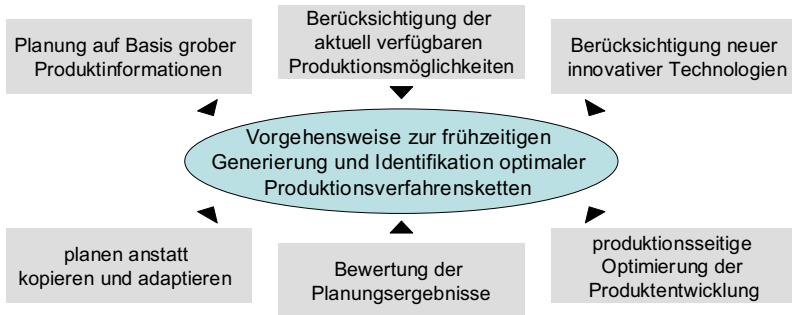 Planung auf Basis grober
Produktinformationen
Berücksichtigung der
aktuell verfügbaren
Produktionsmöglichkeiten
Berücksichtigung neuer
innovativer Technologien
Vorgehensweise zur frühzeitigen
Generierung und Identifikation optimaler
Produktionsverfahrensketten
planen anstatt
kopieren und adaptieren
Bewertung der
Planungsergebnisse
produktionsseitige
Optimierung der
Produktentwicklung